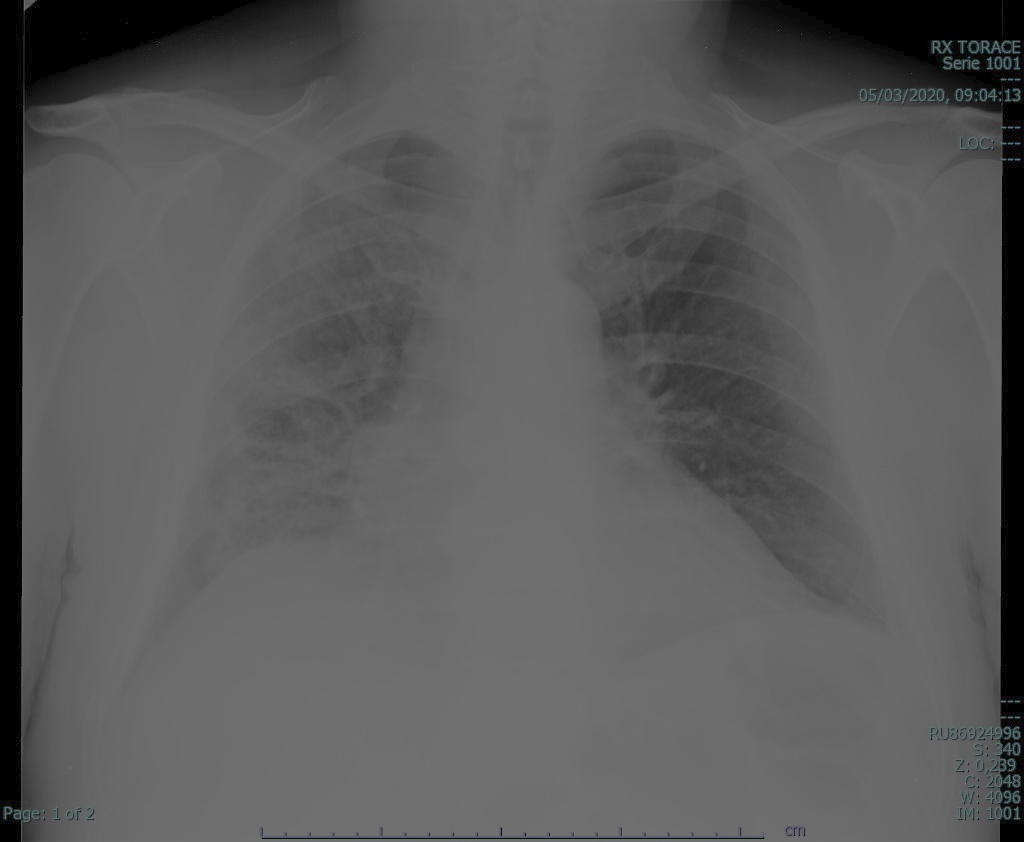 RX TORACE
Serie 1001
---
05/03/2020, 09:04:13
---
LOC: ---
---
---
---
RU86924996
S: 340
Z: 0,239
C: 2048
W: 4096
IM: 1001
Page: 1 of 2
cm